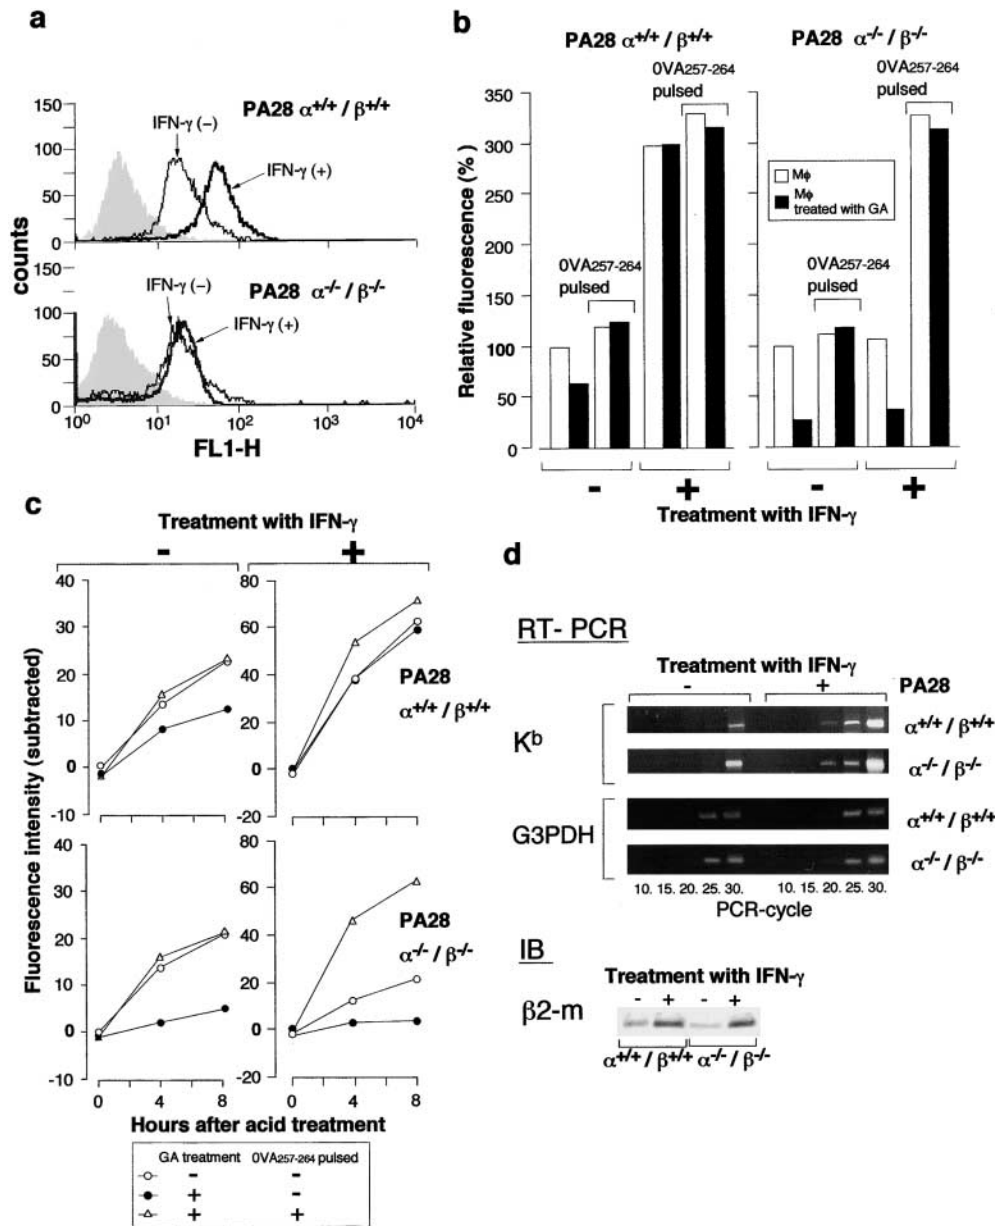 a
PA28 α+/+ / β+/+
IFN-γ (-)
IFN-γ (+)
150
100
50
0
counts
PA28 α-/- / β-/-
IFN-γ (-)
IFN-γ (+)
150
100
50
0
10⁰ 10¹ 10² 10³ 10⁴
FL1-H
b
PA28 α+/+ / β+/+
PA28 α-/- / β-/-
OVA257-264
pulsed
OVA257-264
pulsed
OVA257-264
pulsed
OVA257-264
pulsed
Mφ
Mφ
treated with GA
Relative fluorescence (%)
350
300
250
200
150
100
50
0
- + - +
Treatment with IFN-γ
c
Treatment with IFN-γ
- +
Fluorescence intensity (subtracted)
40
30
20
10
0
-10
80
60
40
20
0
-20
PA28
α+/+ / β+/+
40
30
20
10
0
-10
80
60
40
20
0
-20
PA28
α-/- / β-/-
0 4 8 0 4 8
Hours after acid treatment
GA treatment OVA257-264 pulsed
- -
+ -
+ +
d
RT- PCR
Treatment with IFN-γ
- + PA28
Kb
α+/+ / β+/+
α-/- / β-/-
G3PDH
α+/+ / β+/+
α-/- / β-/-
10. 15. 20. 25. 30. 10. 15. 20. 25. 30.
PCR-cycle
IB
Treatment with IFN-γ
- + - +
β2-m
α+/+ / β+/+ α-/- / β-/-